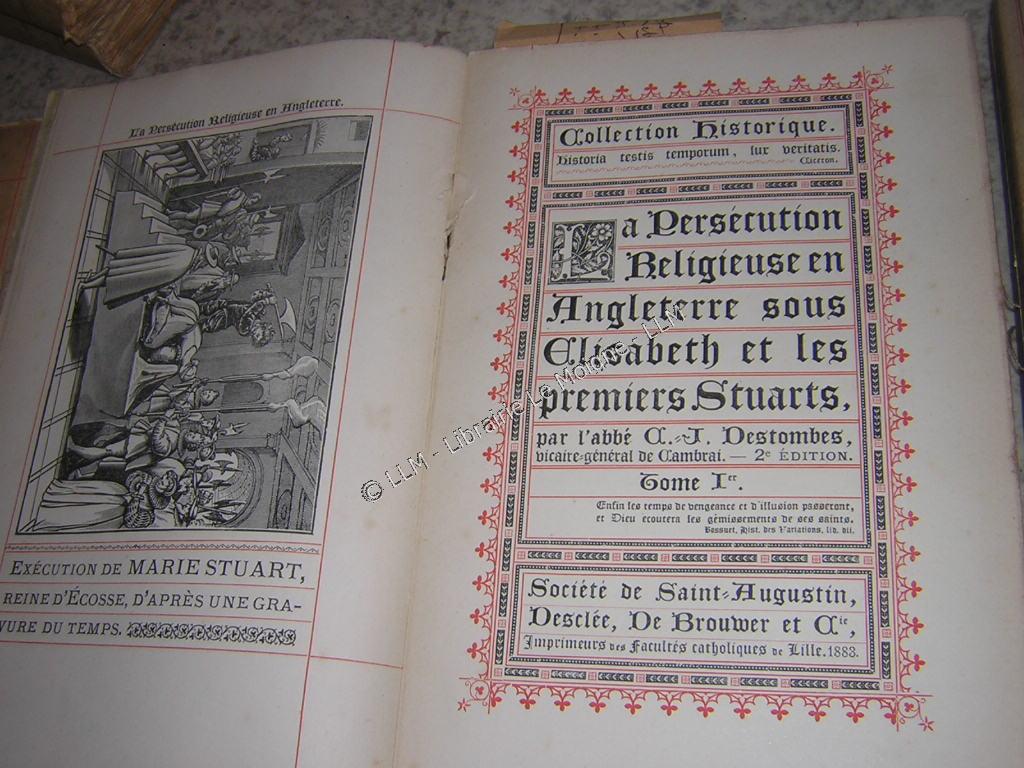 La Persécution Religieuse en Angleterre.
EXÉCUTION DE MARIE STUART,
REINE D'ÉCOSSE, D'APRÈS UNE GRA-
VURE DU TEMPS.
Collection Historique.
Historia testis temporum, lux veritatis.
Cicéron.
La Persécution
Religieuse en
Angleterre sous
Elisabeth et les
premiers Stuarts,
par l'abbé C.-J. Destombes,
vicaire-général de Cambrai. — 2e ÉDITION.
Tome Ier.
Enfin les temps de vengeance et d'illusion passeront,
et Dieu écoutera les gémissements de ses saints.
Bossuet, Hist. des Variations, lib. vii.
Société de Saint-Augustin,
Desclée, De Brouwer et Cie,
Imprimeurs des Facultés catholiques de Lille. 1883.
© LLM - Librairie Le Moigne - LLM